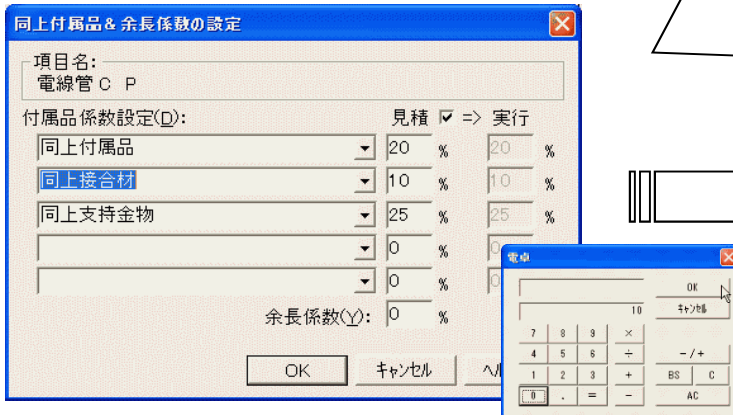 同上付属品& 余長係数の設定
項目名:
電線管C P
付属品係数設定(D): 見積 => 実行
同上付属品 20 % 20 %
同上接合材 10 % 10 %
同上支持金物 25 % 25 %
0 % 0
0 % 0
余長係数(Y): 0 %
OK キャンセル ヘル
電卓
OK
10 キャンセル
7 8 9 ×
4 5 6 ÷ -/+
1 2 3 + BS C
0 . = - AC